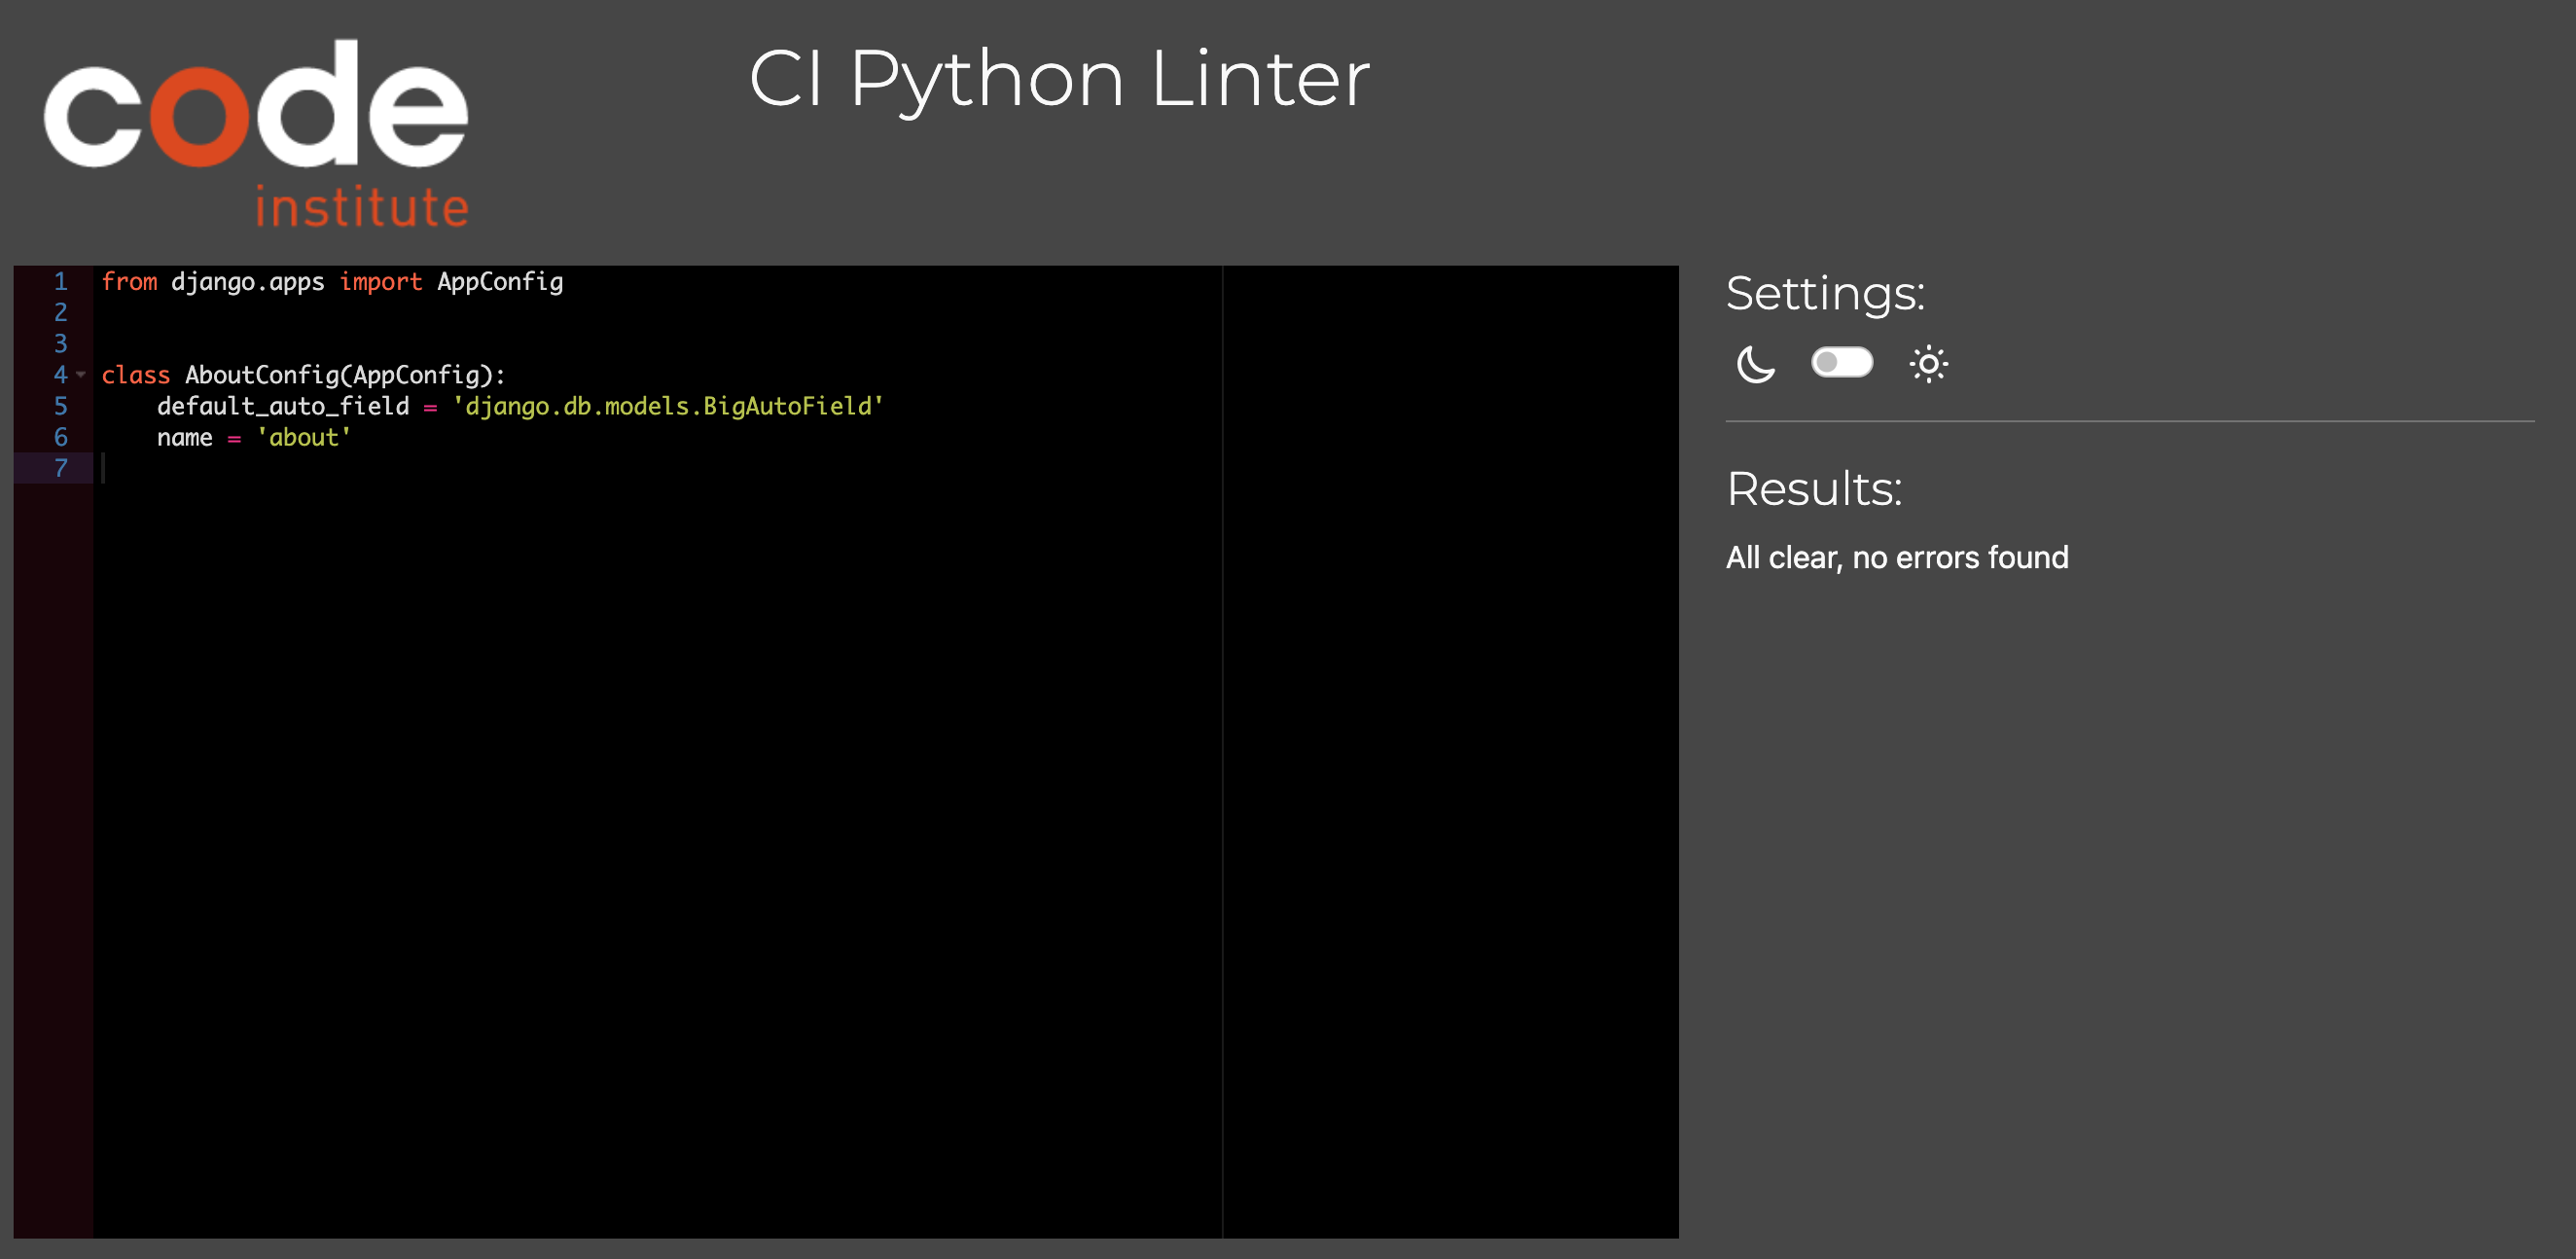 code
institute
CI Python Linter
1 from django.apps import AppConfig
2
3
4 class AboutConfig(AppConfig):
5     default_auto_field = 'django.db.models.BigAutoField'
6     name = 'about'
7
Settings:
Results:
All clear, no errors found